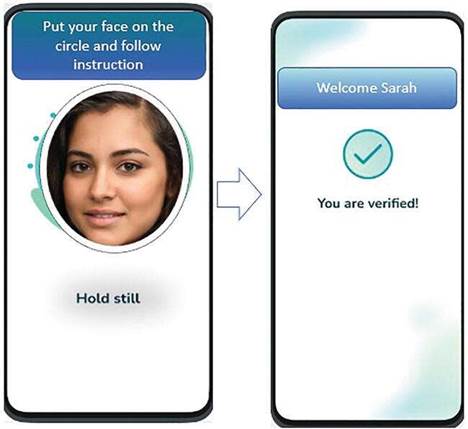 Put your face on the
circle and follow
instruction
Hold still
Welcome Sarah
You are verified!